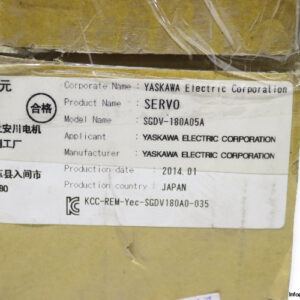 元
Corporate Name : YASKAWA Electric Corporation
合格
Product Name : SERVO
Model Name : SGDV-180A05A
安川电机
Applicant : YASKAWA ELECTRIC CORPORATION
工厂
Manufacturer : YASKAWA ELECTRIC CORPORATION
Production date : 2014.01
县入间市
Production country : JAPAN
80
KCC-REM-Yec-SGDV180A0-035